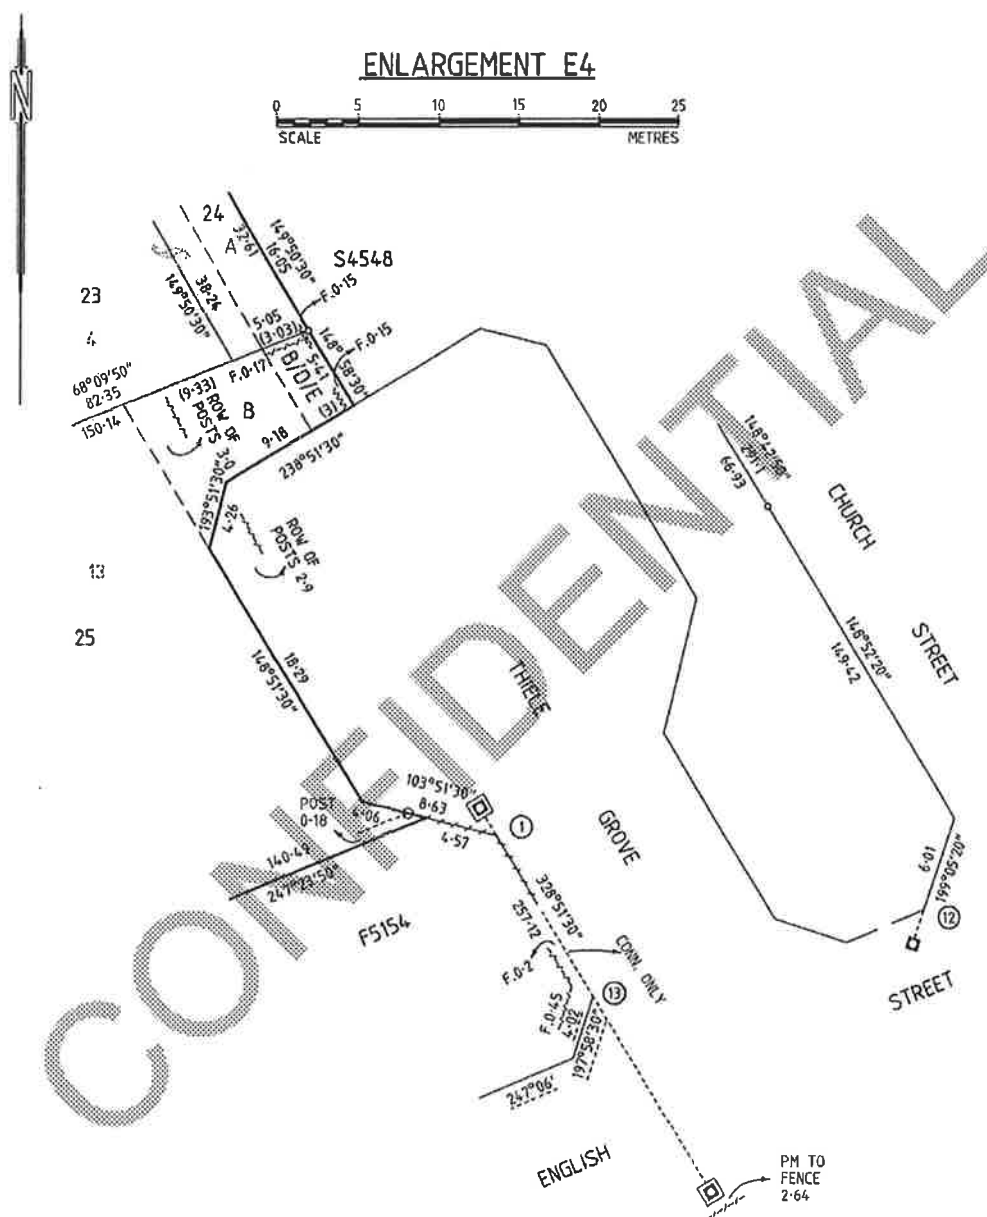 ENLARGEMENT E4
N
0 5 10 15 20 25
SCALE METRES
24
A
32·61
149°50'30"
16·05
S4548
F.0·15
23
4
38·24
149°50'30"
5·05
(3·03)
F.0·15
148°58'30"
5·41
(3)
B/D/E
68°09'50"
82·35
150·14
(9·33) F.0·17
ROW OF
POSTS 3·0
B
9·18
238°51'30"
193°51'30"
4·26
ROW OF
POSTS 2·9
13
25
18·29
148°51'30"
66·93
CHURCH
STREET
148°52'20"
149·42
THIELE
GROVE
103°51'30"
8·63
POST
0·18
4·06
4·57
1
140·49
247°23'50"
F5154
328°51'30"
257·12
CONN. ONLY
F.0·2
13
F.0·45
4·02
197°58'30"
247°06'
6·01
199°05'20"
12
STREET
ENGLISH
PM TO
FENCE
2·64
CONFIDENTIAL